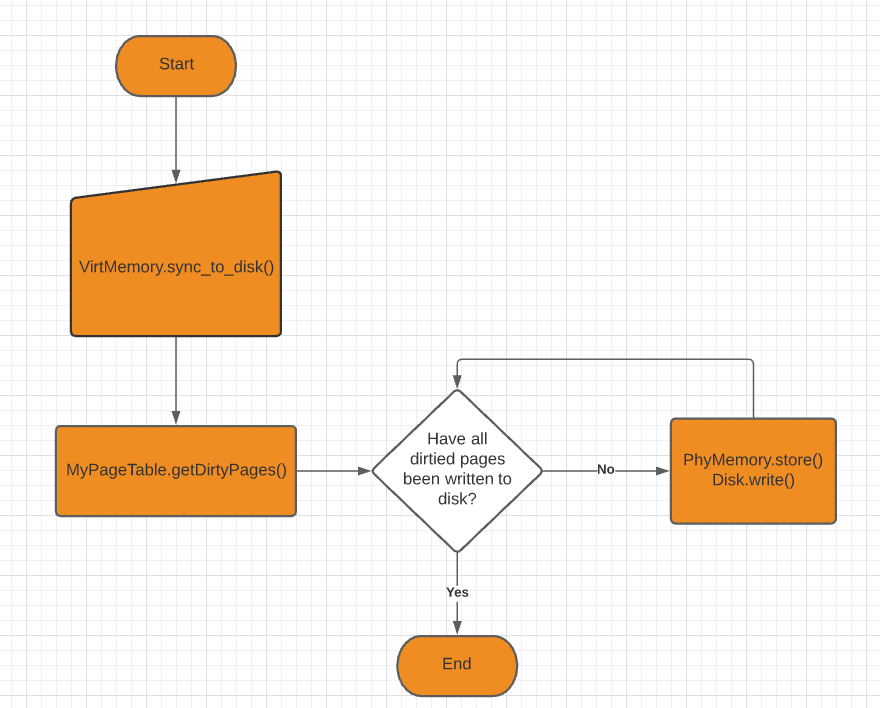 Start
VirtMemory.sync_to_disk()
MyPageTable.getDirtyPages()
Have all
dirtied pages
been written to
disk?
No
PhyMemory.store()
Disk.write()
Yes
End